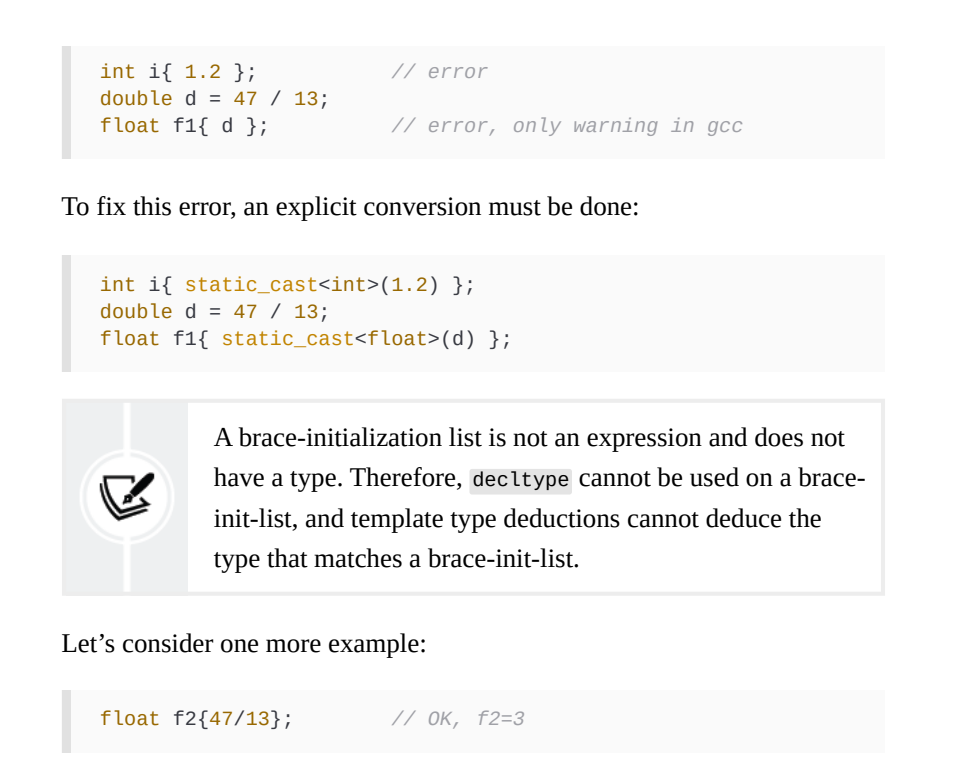 int i{ 1.2 };             // error
double d = 47 / 13;
float f1{ d };            // error, only warning in gcc
To fix this error, an explicit conversion must be done:
int i{ static_cast<int>(1.2) };
double d = 47 / 13;
float f1{ static_cast<float>(d) };
A brace-initialization list is not an expression and does not
have a type. Therefore, decltype cannot be used on a brace-
init-list, and template type deductions cannot deduce the
type that matches a brace-init-list.
Let’s consider one more example:
float f2{47/13};          // OK, f2=3